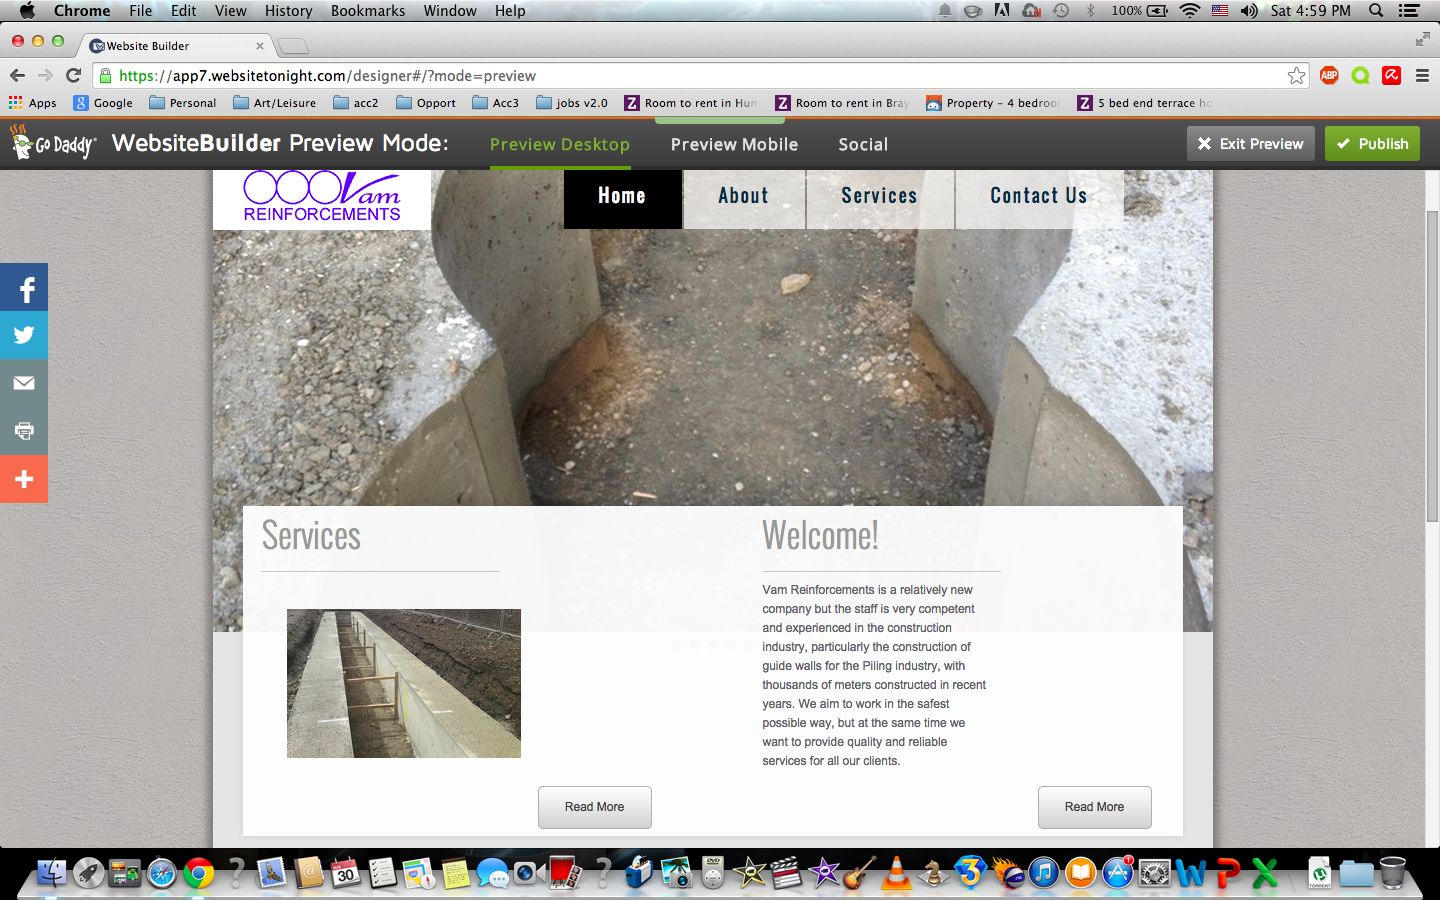 Chrome File Edit View History Bookmarks Window Help 100% Sat 4:59 PM
Website Builder
https://app7.websitetonight.com/designer#/?mode=preview
ABP
Apps Google Personal Art/Leisure acc2 Opport Acc3 jobs v2.0 Room to rent in Hun Room to rent in Bray Property – 4 bedroor 5 bed end terrace ho
Go Daddy WebsiteBuilder Preview Mode: Preview Desktop Preview Mobile Social Exit Preview Publish
Vam
REINFORCEMENTS
Home About Services Contact Us
Services
Welcome!
Vam Reinforcements is a relatively new
company but the staff is very competent
and experienced in the construction
industry, particularly the construction of
guide walls for the Piling industry, with
thousands of meters constructed in recent
years. We aim to work in the safest
possible way, but at the same time we
want to provide quality and reliable
services for all our clients.
Read More Read More
30
1
TORRENT